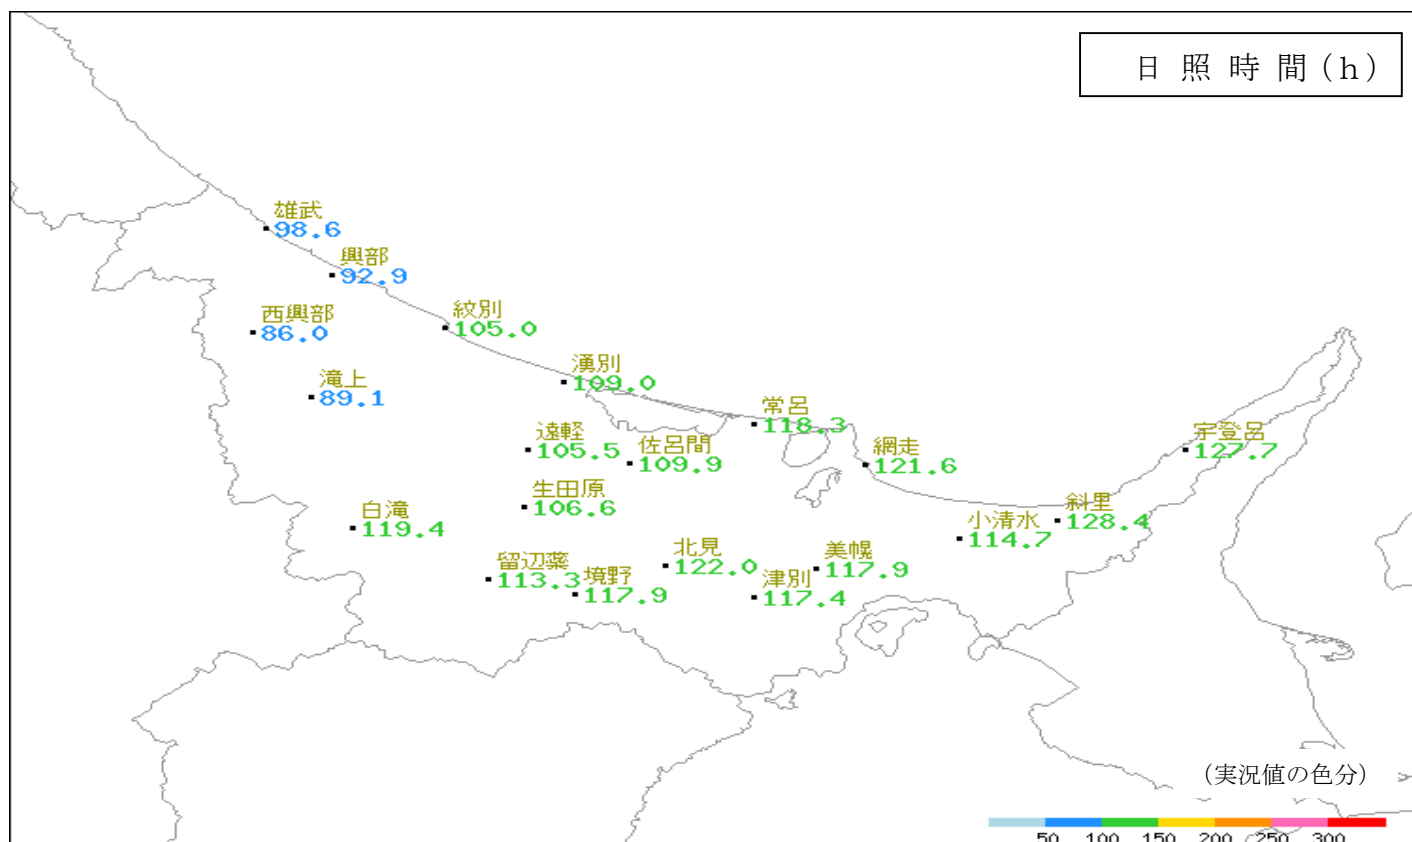 日照時間(h)
雄武
98.6
興部
92.9
西興部
86.0
紋別
105.0
滝上
89.1
湧別
109.0
常呂
118.3
遠軽
105.5
佐呂間
109.9
網走
121.6
宇登呂
127.7
生田原
106.6
白滝
119.4
斜里
128.4
小清水
114.7
北見
122.0
美幌
117.9
留辺蘂
113.3
境野
117.9
津別
117.4
(実況値の色分)
50 100 150 200 250 300